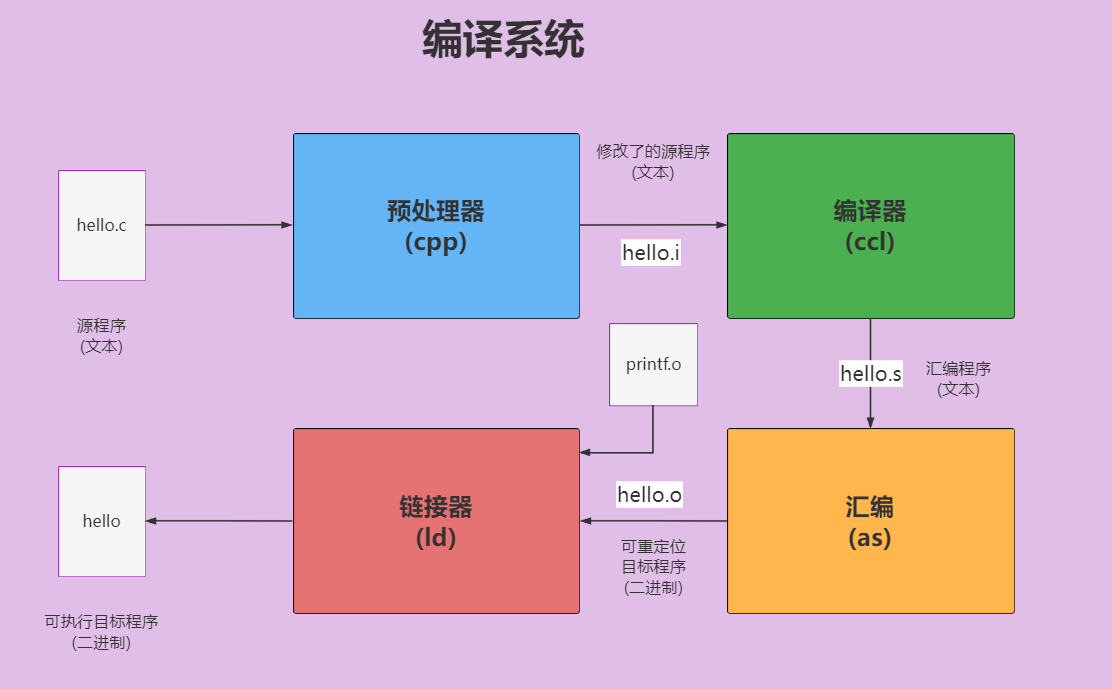 编译系统
hello.c
源程序
(文本)
预处理器
(cpp)
修改了的源程序
(文本)
hello.i
编译器
(ccl)
hello.s
汇编程序
(文本)
汇编
(as)
hello.o
可重定位
目标程序
(二进制)
printf.o
链接器
(ld)
hello
可执行目标程序
(二进制)